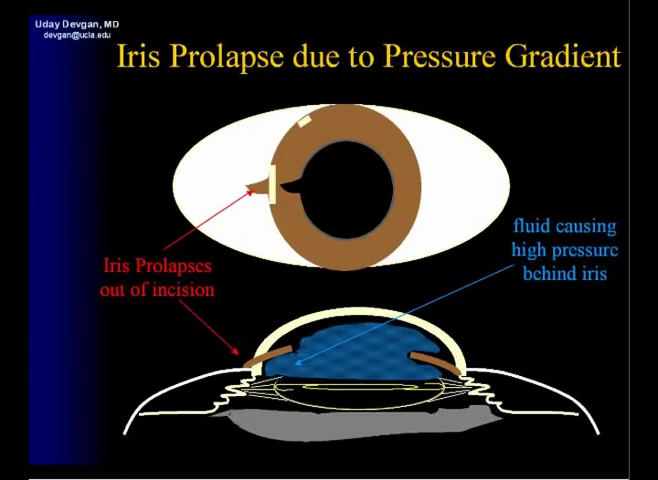 Uday Devgan, MD
devgan@ucla.edu
Iris Prolapse due to Pressure Gradient
fluid causing
high pressure
behind iris
Iris Prolapses
out of incision